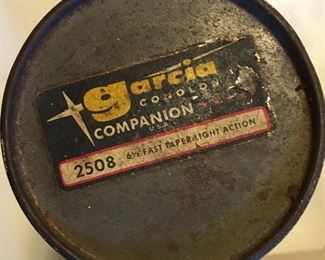 garcia
CONOLON
COMPANION
2508 6½ FAST TAPER-LIGHT ACTION